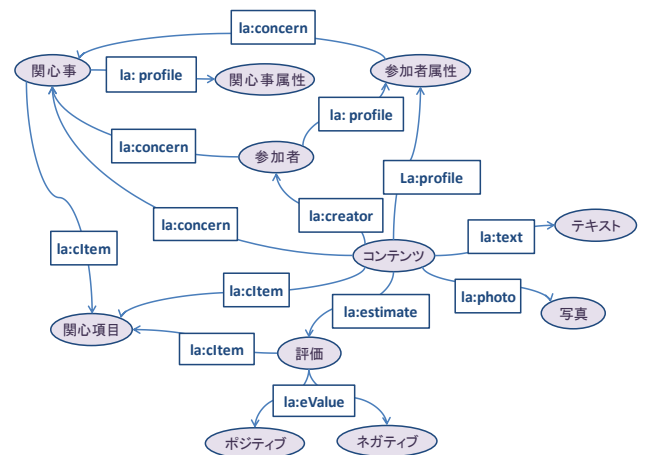 la:concern
関心事
la: profile
関心事属性
参加者属性
la: profile
la:concern
参加者
La:profile
la:creator
la:concern
テキスト
la:text
la:cItem
コンテンツ
la:cItem
la:photo
la:estimate
写真
関心項目
la:cItem
評価
la:eValue
ポジティブ
ネガティブ